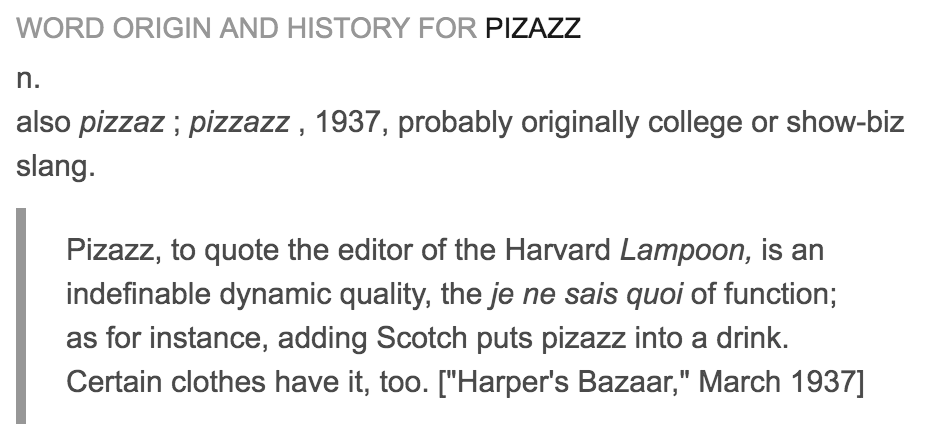 WORD ORIGIN AND HISTORY FOR PIZAZZ
n.
also pizzaz ; pizzazz , 1937, probably originally college or show-biz
slang.
Pizazz, to quote the editor of the Harvard Lampoon, is an
indefinable dynamic quality, the je ne sais quoi of function;
as for instance, adding Scotch puts pizazz into a drink.
Certain clothes have it, too. ["Harper's Bazaar," March 1937]